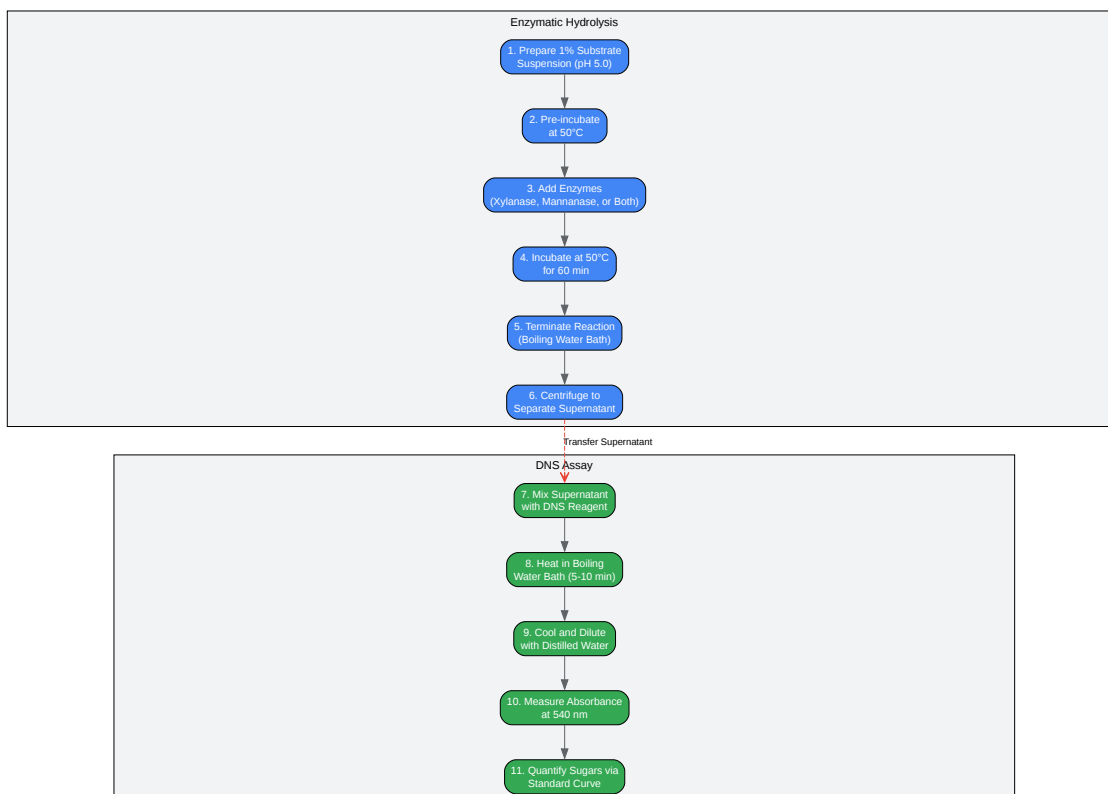 Enzymatic Hydrolysis
1. Prepare 1% Substrate
Suspension (pH 5.0)
2. Pre-incubate
at 50°C
3. Add Enzymes
(Xylanase, Mannanase, or Both)
4. Incubate at 50°C
for 60 min
5. Terminate Reaction
(Boiling Water Bath)
6. Centrifuge to
Separate Supernatant
Transfer Supernatant
DNS Assay
7. Mix Supernatant
with DNS Reagent
8. Heat in Boiling
Water Bath (5-10 min)
9. Cool and Dilute
with Distilled Water
10. Measure Absorbance
at 540 nm
11. Quantify Sugars via
Standard Curve